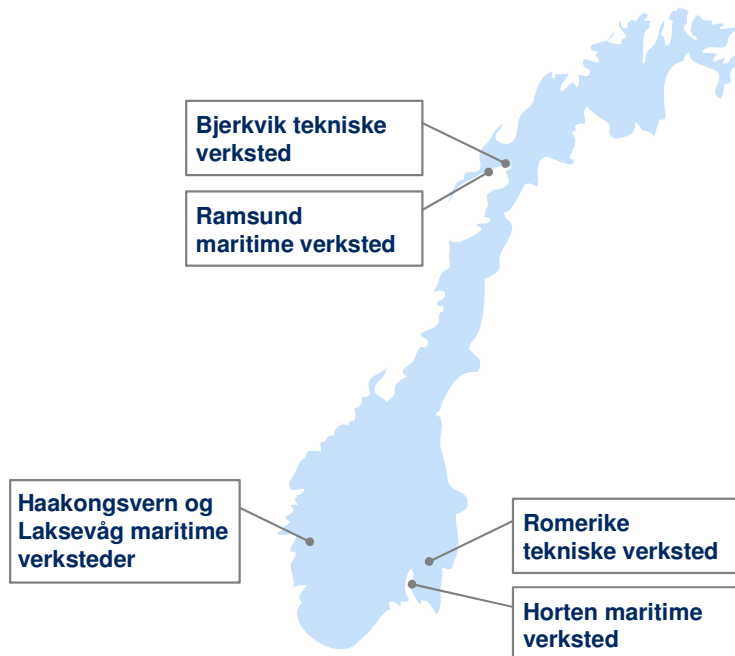 Bjerkvik tekniske
verksted
Ramsund
maritime verksted
Haakongsvern og
Laksevåg maritime
verksteder
Romerike
tekniske verksted
Horten maritime
verksted